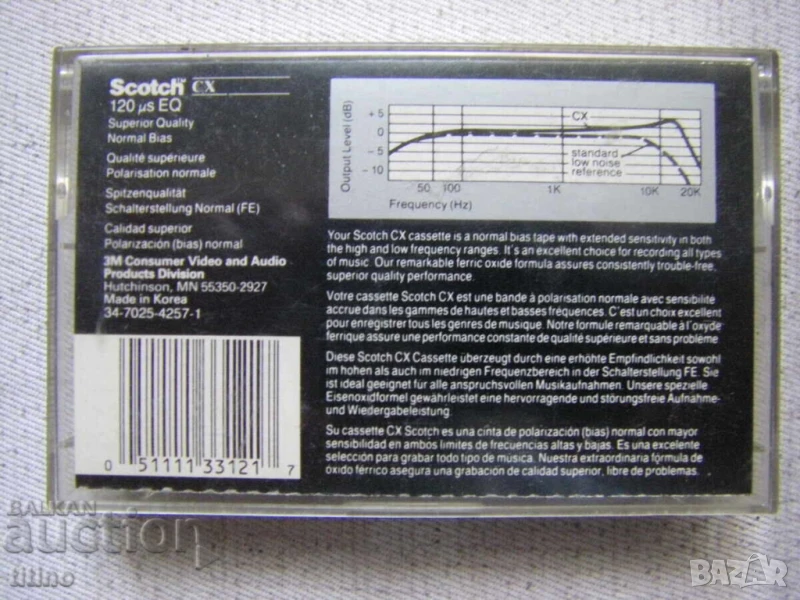 Scotch™ CX
120 µs EQ
Superior Quality
Normal Bias
Qualité supérieure
Polarisation normale
Spitzenqualität
Schalterstellung Normal (FE)
Calidad superior
Polarización (bias) normal
3M Consumer Video and Audio
Products Division
Hutchinson, MN 55350-2927
Made in Korea
34-7025-4257-1
0 51111 33121 7
Output Level (dB)
+5
0
-5
-10
CX
standard
low noise
reference
50 100 1K 10K 20K
Frequency (Hz)
Your Scotch CX cassette is a normal bias tape with extended sensitivity in both
the high and low frequency ranges. It's an excellent choice for recording all types
of music. Our remarkable ferric oxide formula assures consistently trouble-free,
superior quality performance.
Votre cassette Scotch CX est une bande à polarisation normale avec sensibilité
accrue dans les gammes de hautes et basses fréquences. C'est un choix excellent
pour enregistrer tous les genres de musique. Notre formule remarquable à l'oxyde
ferrique assure une performance constante de qualité supérieure et sans problème
Diese Scotch CX Cassette überzeugt durch eine erhöhte Empfindlichkeit sowohl
im hohen als auch im niedrigen Frequenzbereich in der Schalterstellung FE. Sie
ist ideal geeignet für alle anspruchsvollen Musikaufnahmen. Unsere spezielle
Eisenoxidformel gewährleistet eine hervorragende und störungsfreie Aufnahme-
und Wiedergabeleistung.
Su cassette CX Scotch es una cinta de polarización (bias) normal con mayor
sensibilidad en ambos limites de frecuencias altas y bajas. Es una excelente
selección para grabar todo tipo de música. Nuestra extraordinaria fórmula de
óxido férrico asegura una grabación de calidad superior, libre de problemas.
BALKAN
auction
titno
BAZAR